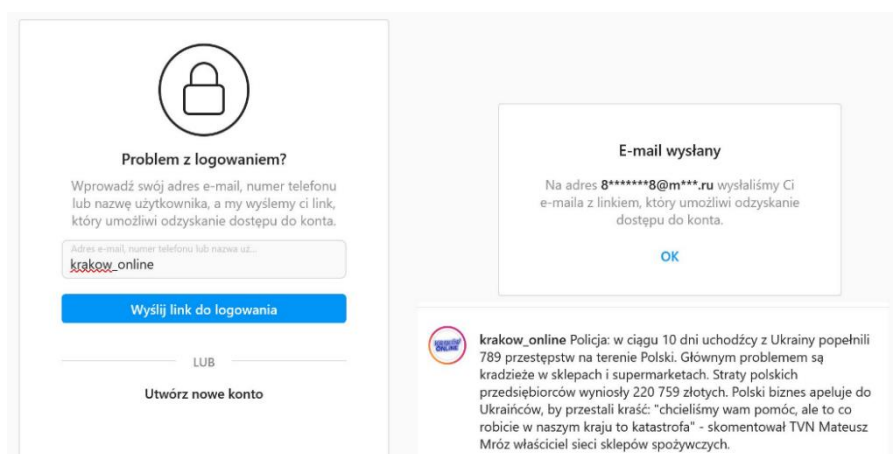 Problem z logowaniem?
Wprowadź swój adres e-mail, numer telefonu
lub nazwę użytkownika, a my wyślemy ci link,
który umożliwi odzyskanie dostępu do konta.
Adres e-mail, numer telefonu lub nazwa uż...
krakow_online
Wyślij link do logowania
LUB
Utwórz nowe konto
E-mail wysłany
Na adres 8*******8@m***.ru wysłaliśmy Ci
e-maila z linkiem, który umożliwi odzyskanie
dostępu do konta.
OK
krakow_online Policja: w ciągu 10 dni uchodźcy z Ukrainy popełnili
789 przestępstw na terenie Polski. Głównym problemem są
kradzieże w sklepach i supermarketach. Straty polskich
przedsiębiorców wyniosły 220 759 złotych. Polski biznes apeluje do
Ukraińców, by przestali kraść: "chcieliśmy wam pomóc, ale to co
robicie w naszym kraju to katastrofa" - skomentował TVN Mateusz
Mróz właściciel sieci sklepów spożywczych.